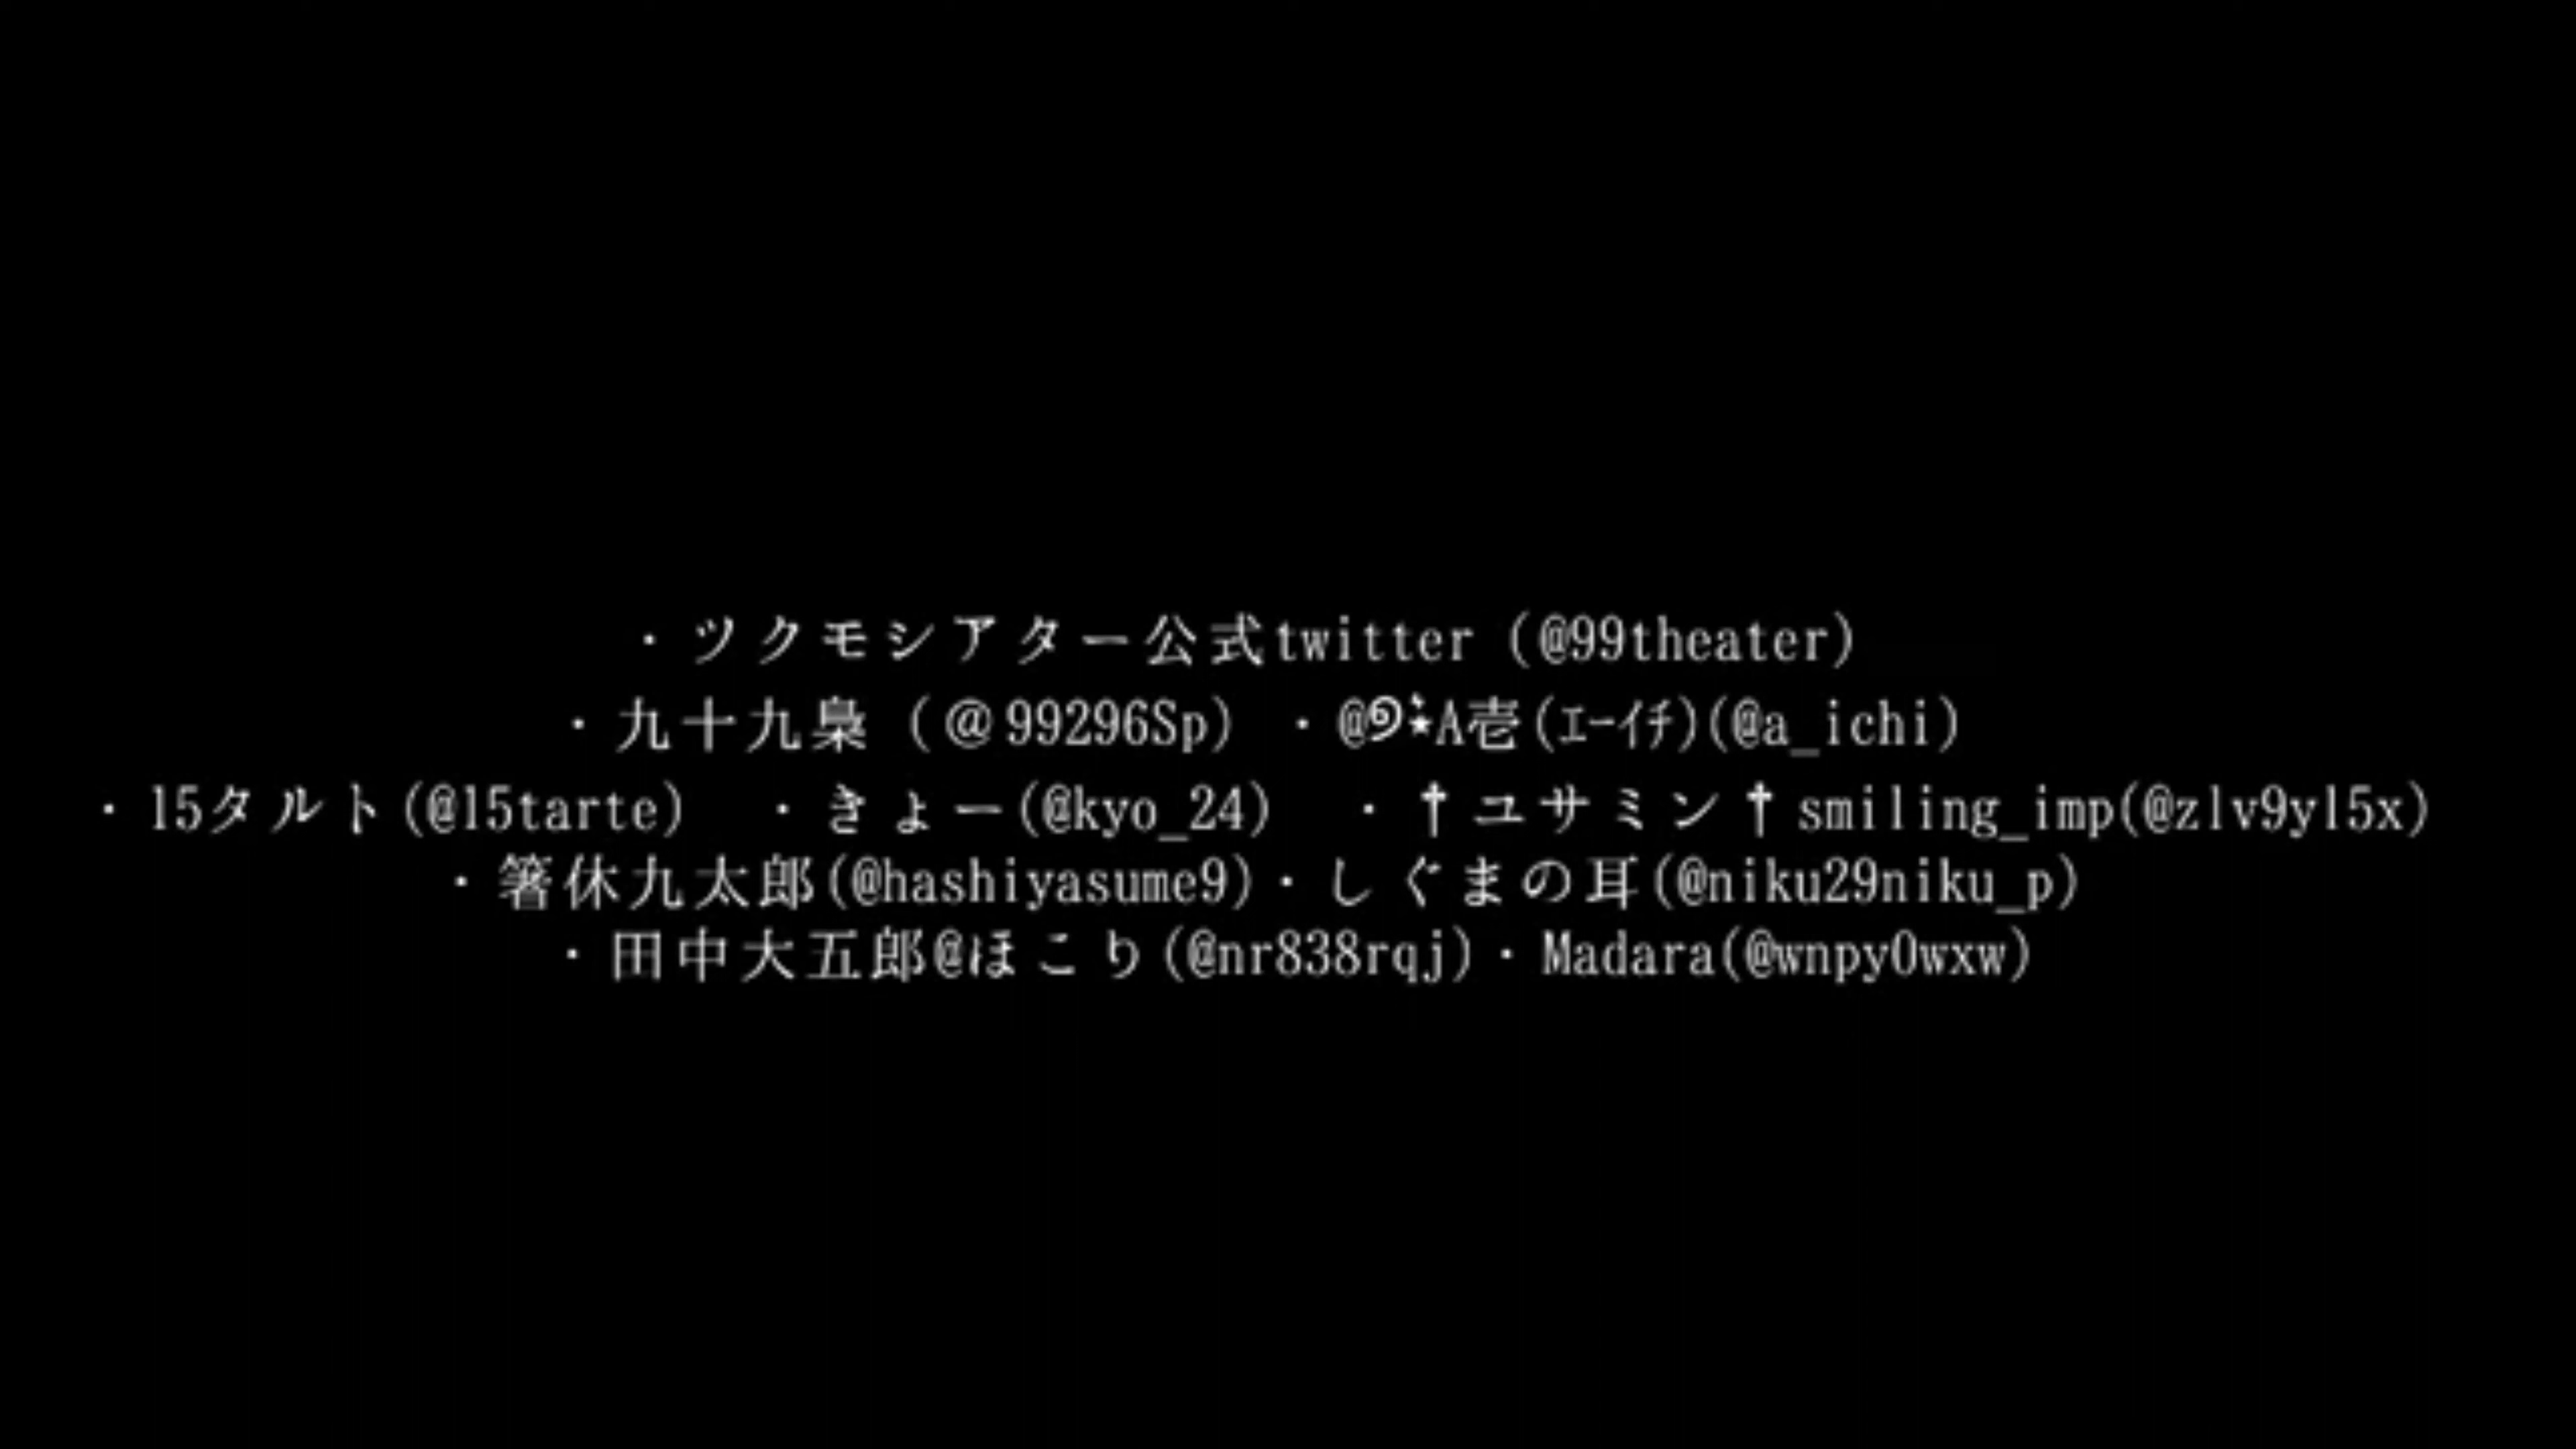 ・ツクモシアター公式twitter (@99theater)
・九十九梟 (＠99296Sp) ・@໑⋆A壱(ｴｰｲﾁ)(@a_ichi)
・15タルト(@15tarte) ・きょー(@kyo_24) ・†ユサミン†smiling_imp(@zlv9yl5x)
・箸休九太郎(@hashiyasume9)・しぐまの耳(@niku29niku_p)
・田中大五郎@ほこり(@nr838rqj)・Madara(@wnpy0wxw)